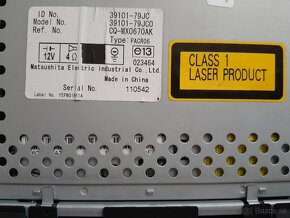 ID No. 39101-79JC
Model No. 39101-79JC0
Ref. No. CQ-MX0670AK
Type: PACR06
12V 4Ω e13
023464
Matsushita Electric Industrial Co.,Ltd.
Made in China
Serial No.
110542
CLASS 1
LASER PRODUCT